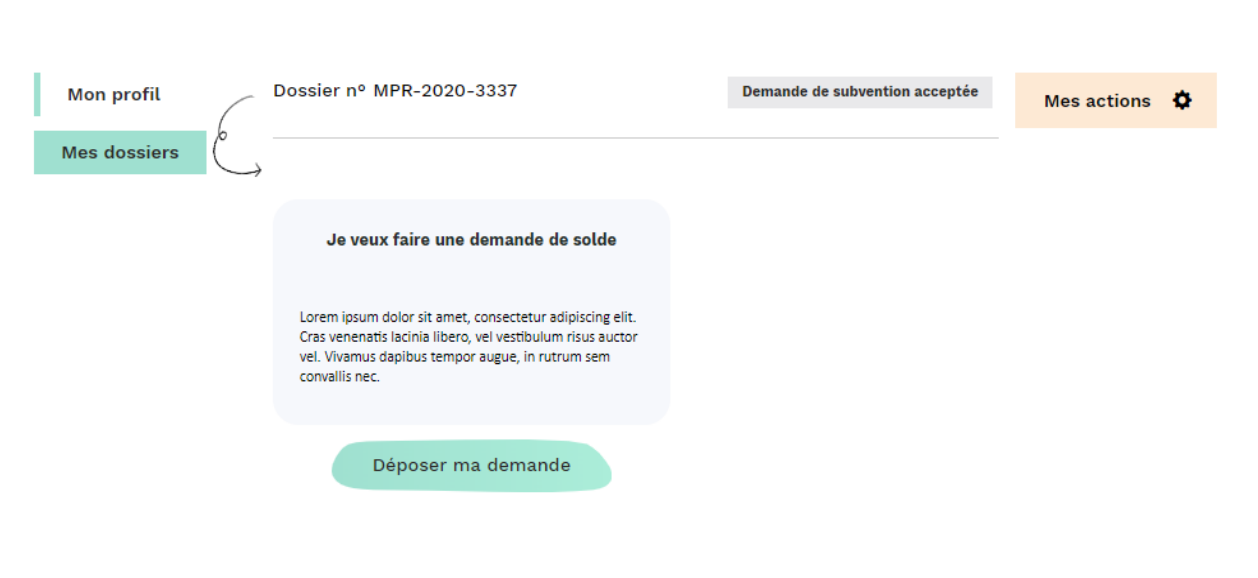 Mon profil
Mes dossiers
Dossier n° MPR-2020-3337
Demande de subvention acceptée
Mes actions
Je veux faire une demande de solde
Lorem ipsum dolor sit amet, consectetur adipiscing elit.
Cras venenatis lacinia libero, vel vestibulum risus auctor
vel. Vivamus dapibus tempor augue, in rutrum sem
convallis nec.
Déposer ma demande